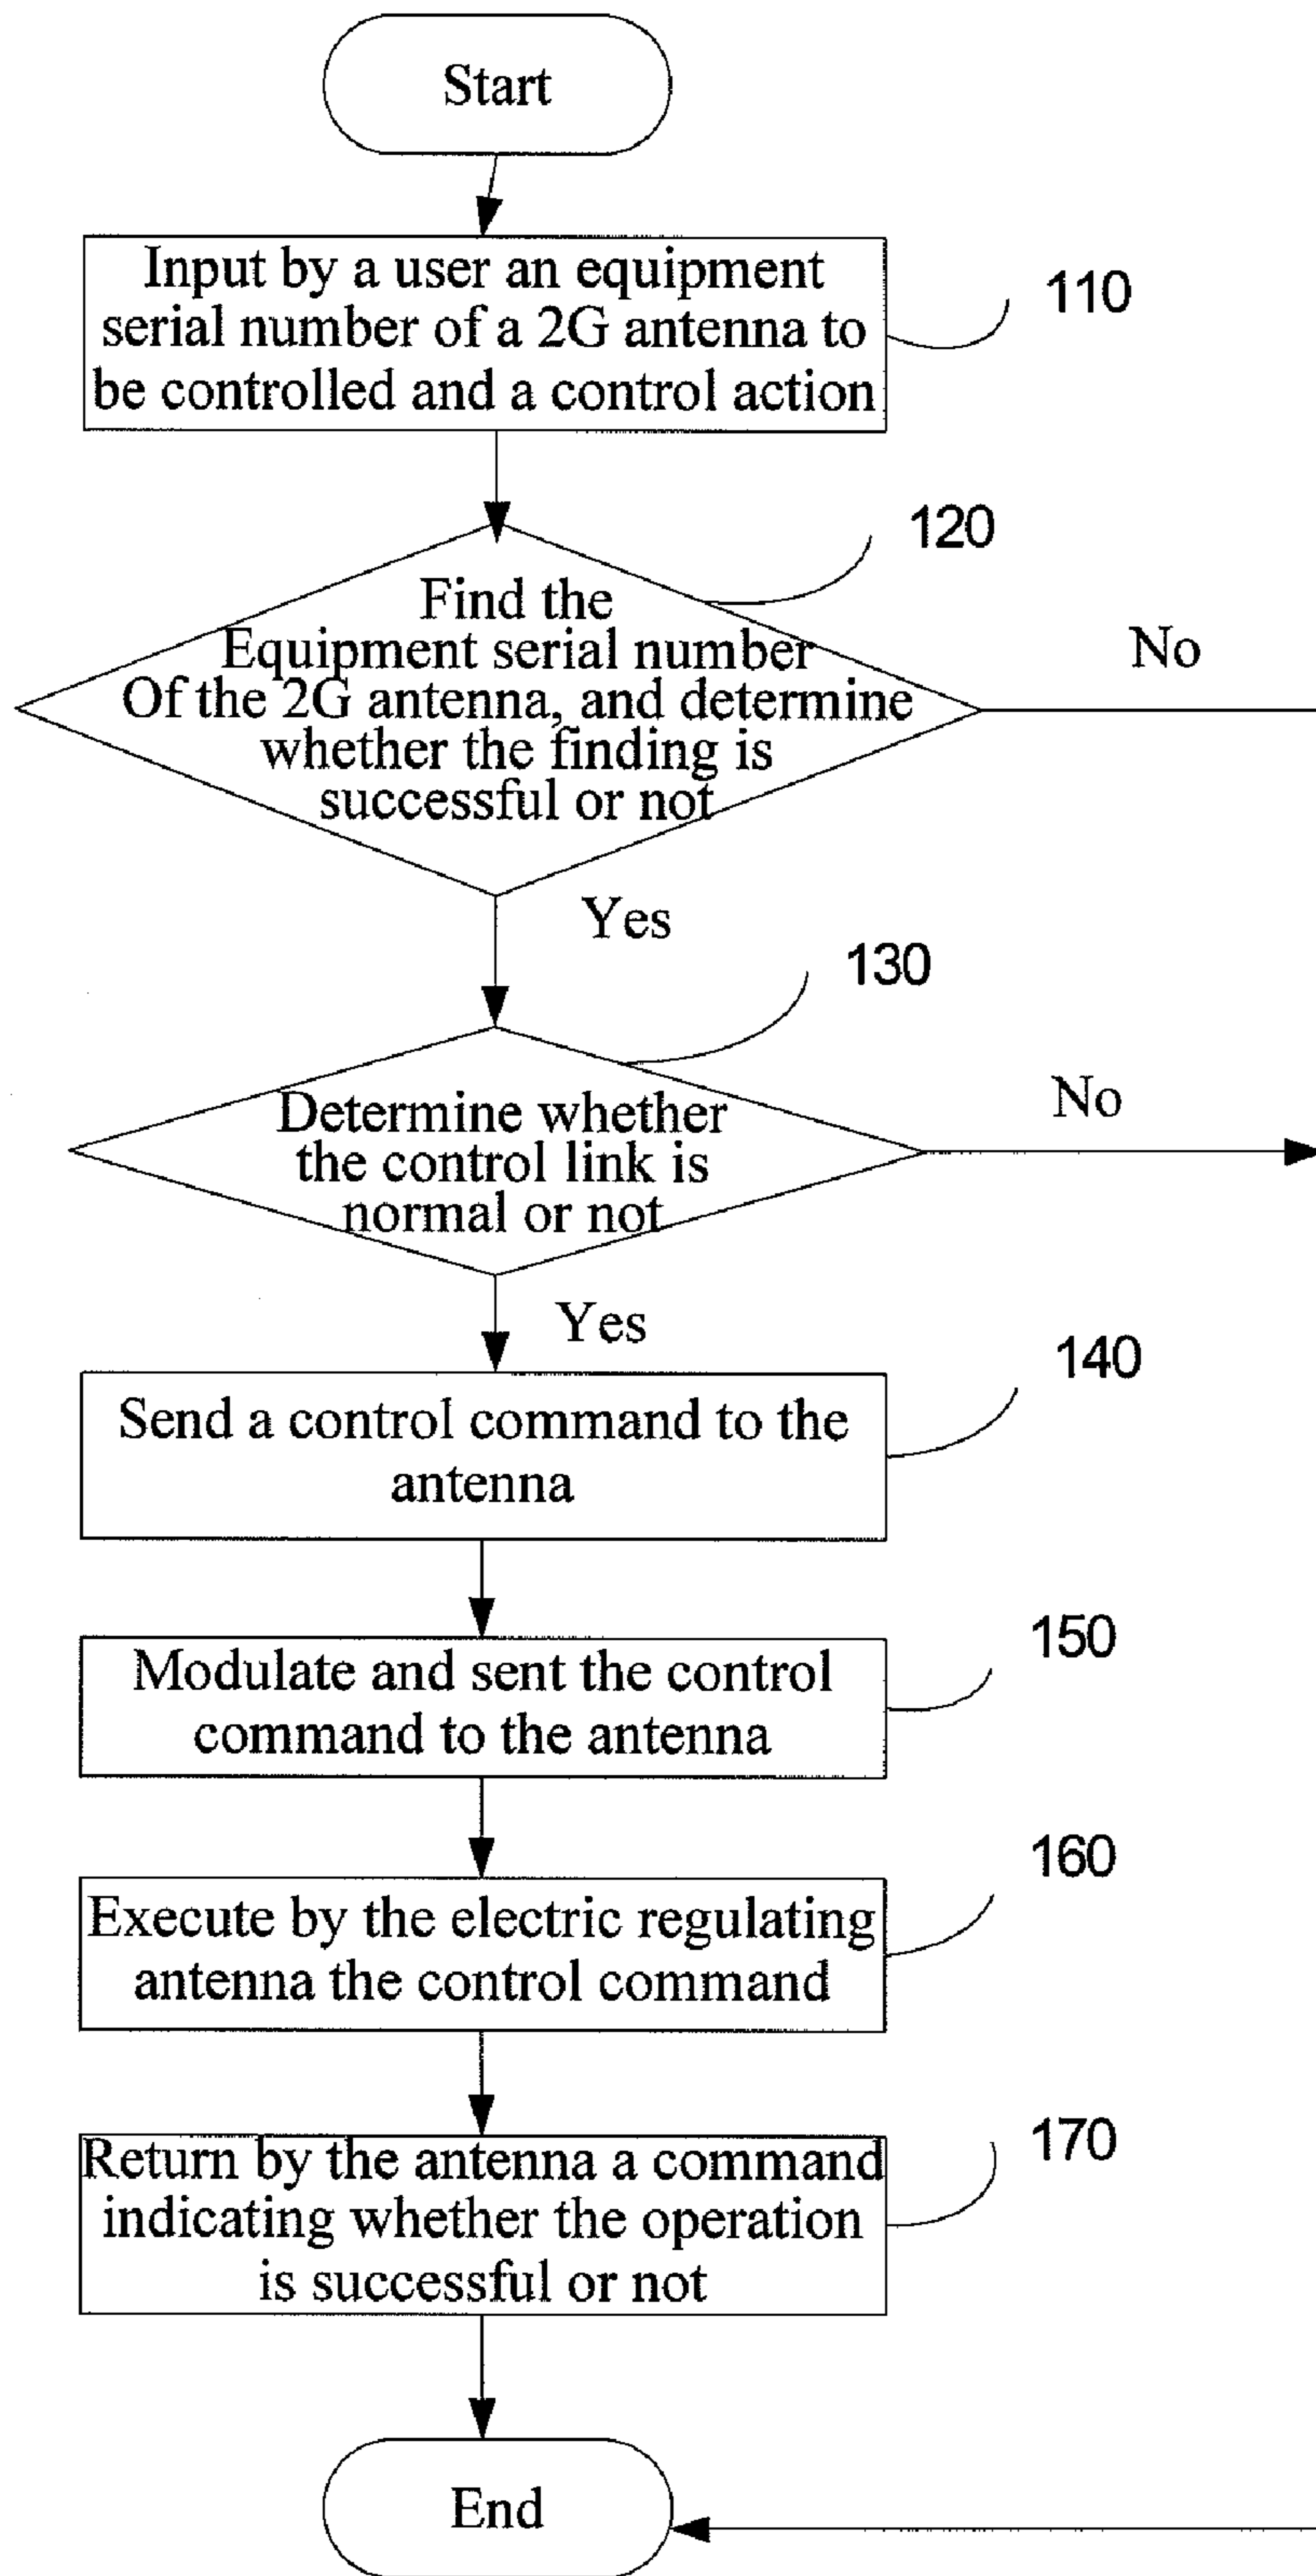 Start
Input by a user an equipment
serial number of a 2G antenna to
be controlled and a control action
110
120
Find the
Equipment serial number
Of the 2G antenna, and determine
whether the finding is
successful or not
No
Yes
130
Determine whether
the control link is
normal or not
No
Yes
140
Send a control command to the
antenna
150
Modulate and sent the control
command to the antenna
160
Execute by the electric regulating
antenna the control command
170
Return by the antenna a command
indicating whether the operation
is successful or not
End